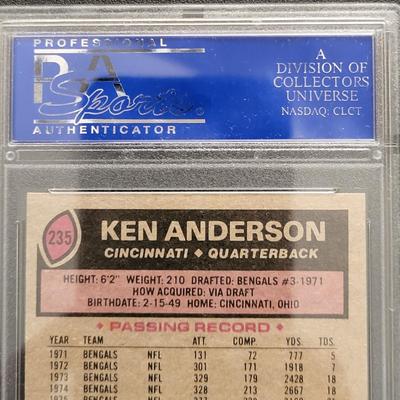 PROFESSIONAL
PSA
Sports.
AUTHENTICATOR
A
DIVISION OF
COLLECTORS
UNIVERSE
NASDAQ: CLCT
235
KEN ANDERSON
CINCINNATI ♦ QUARTERBACK
HEIGHT: 6'2" WEIGHT: 210 DRAFTED: BENGALS #3-1971
HOW ACQUIRED: VIA DRAFT
BIRTHDATE: 2-15-49 HOME: CINCINNATI, OHIO
♦ PASSING RECORD ♦
YEAR TEAM ATT. COMP. YDS. TDS.
1971 BENGALS NFL 131 72 777 5
1972 BENGALS NFL 301 171 1918 7
1973 BENGALS NFL 329 179 2428 18
1974 BENGALS NFL 328 213 2667 18